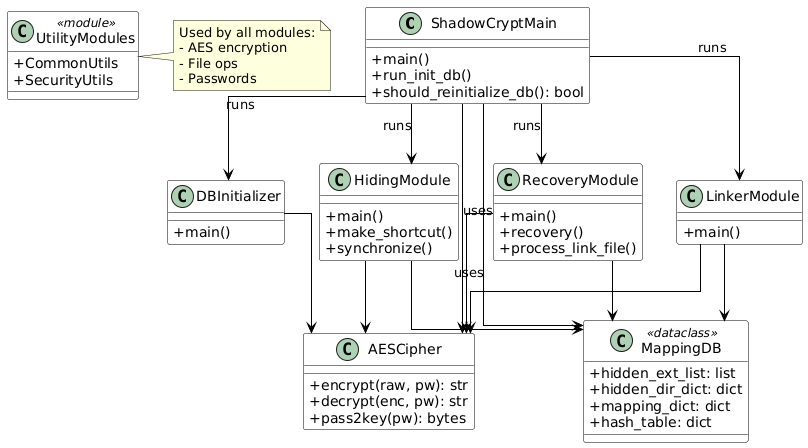 «module»
C UtilityModules
+CommonUtils
+SecurityUtils
Used by all modules:
- AES encryption
- File ops
- Passwords
C ShadowCryptMain
+main()
+run_init_db()
+should_reinitialize_db(): bool
runs
runs
runs
runs
C DBInitializer
+main()
C HidingModule
+main()
+make_shortcut()
+synchronize()
C RecoveryModule
+main()
+recovery()
+process_link_file()
C LinkerModule
+main()
uses
uses
C AESCipher
+encrypt(raw, pw): str
+decrypt(enc, pw): str
+pass2key(pw): bytes
«dataclass»
C MappingDB
+hidden_ext_list: list
+hidden_dir_dict: dict
+mapping_dict: dict
+hash_table: dict